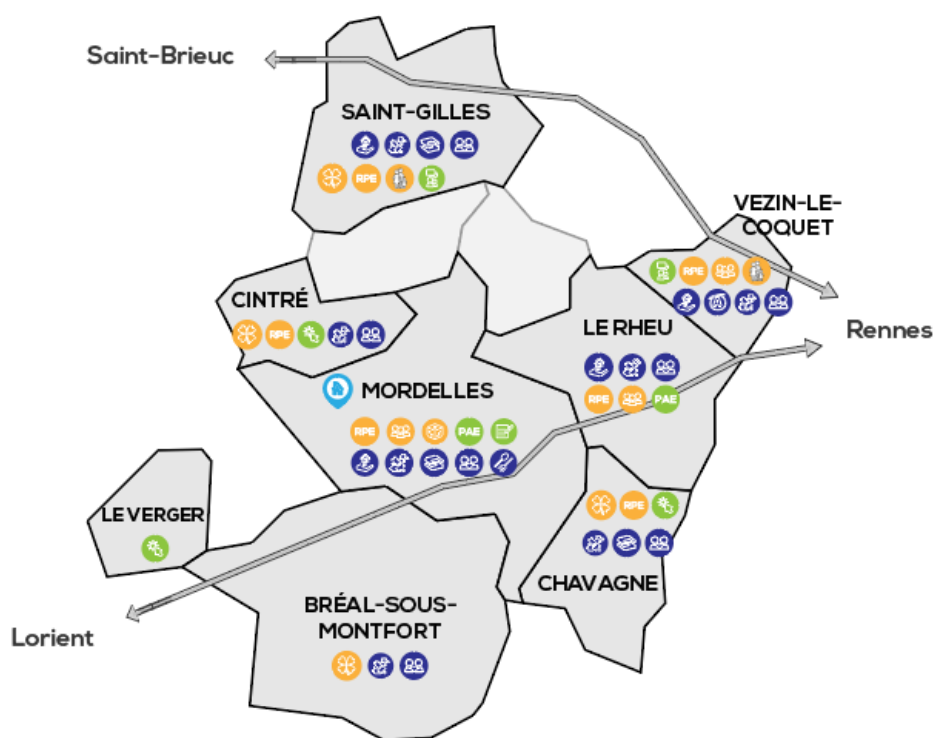 Saint-Brieuc
SAINT-GILLES
RPE
VEZIN-LE-
COQUET
RPE
CINTRÉ
RPE
LE RHEU
RPE
PAE
Rennes
MORDELLES
RPE
PAE
LE VERGER
RPE
CHAVAGNE
BRÉAL-SOUS-
MONTFORT
Lorient